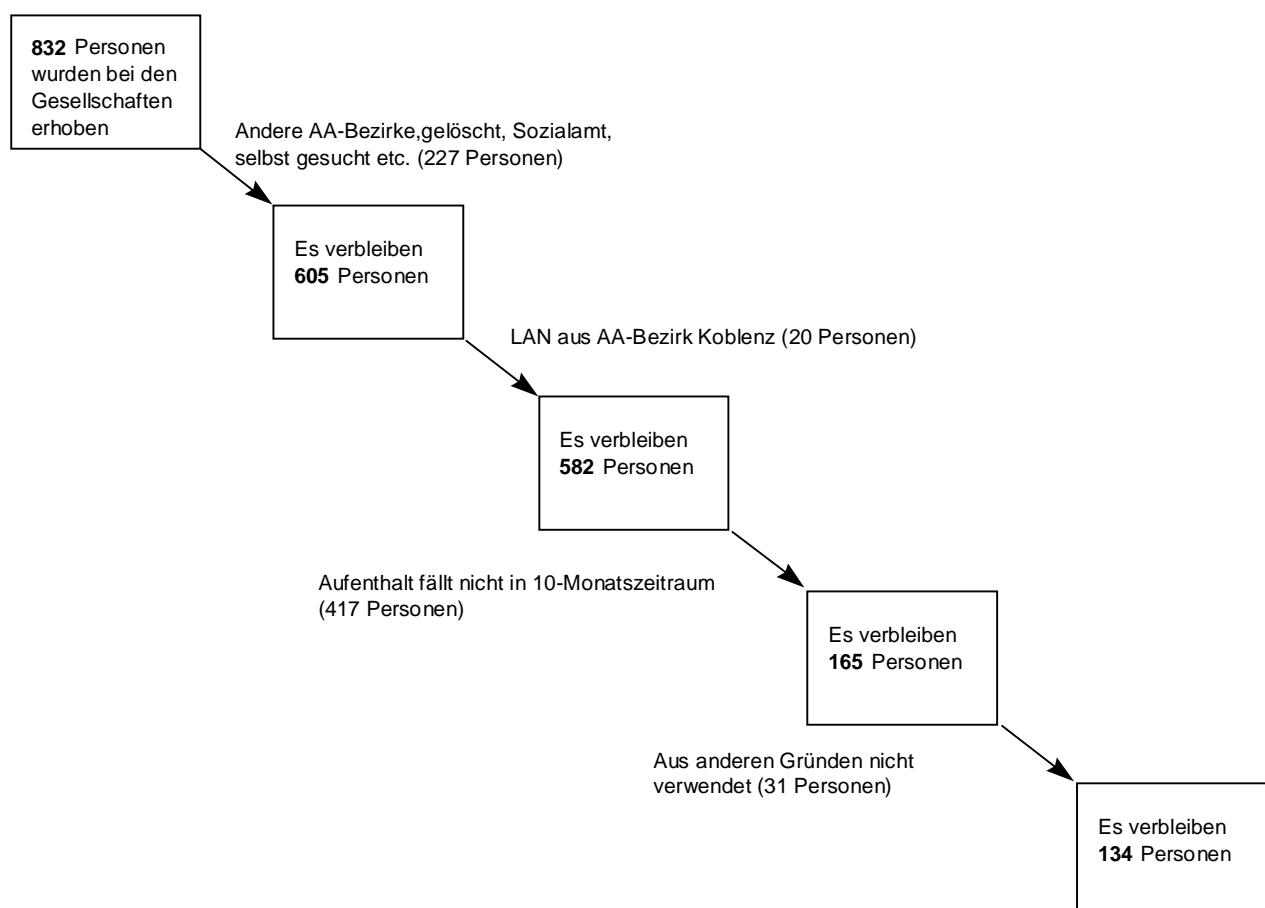 832 Personen
wurden bei den
Gesellschaften
erhoben
Andere AA-Bezirke,gelöscht, Sozialamt,
selbst gesucht etc. (227 Personen)
Es verbleiben
605 Personen
LAN aus AA-Bezirk Koblenz (20 Personen)
Es verbleiben
582 Personen
Aufenthalt fällt nicht in 10-Monatszeitraum
(417 Personen)
Es verbleiben
165 Personen
Aus anderen Gründen nicht
verwendet (31 Personen)
Es verbleiben
134 Personen